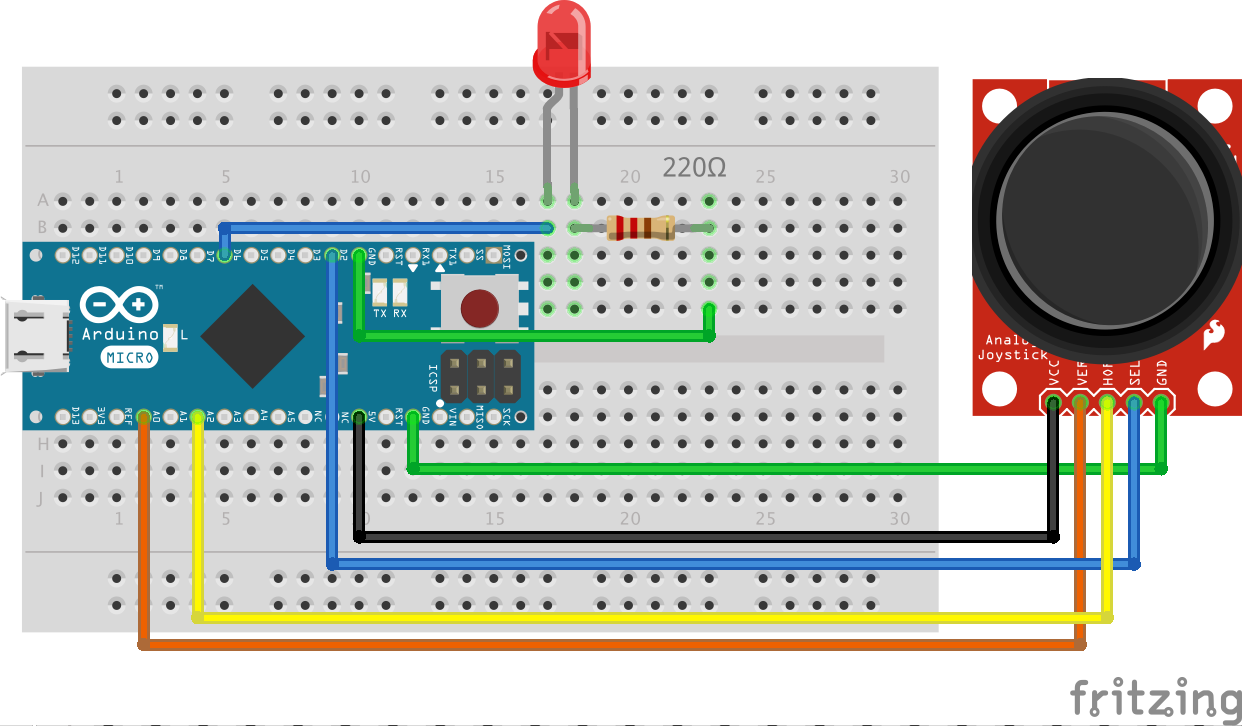 220Ω
1 5 10 15 20 25 30
A
B
D12 D11 D10 D9 D8 D7 D6 D5 D4 D3 D2 GND RST RX1 TX1 SS MOSI
TM
TX RX
Arduino L
MICRO
ICSP
Analog
Joystick
VCC VER HOR SEL GND
D13 3V3 REF A0 A1 A2 A3 A4 A5 NC NC 5V RST GND VIN MISO SCK
H
I
J
1 5 15 20 25 30
fritzing